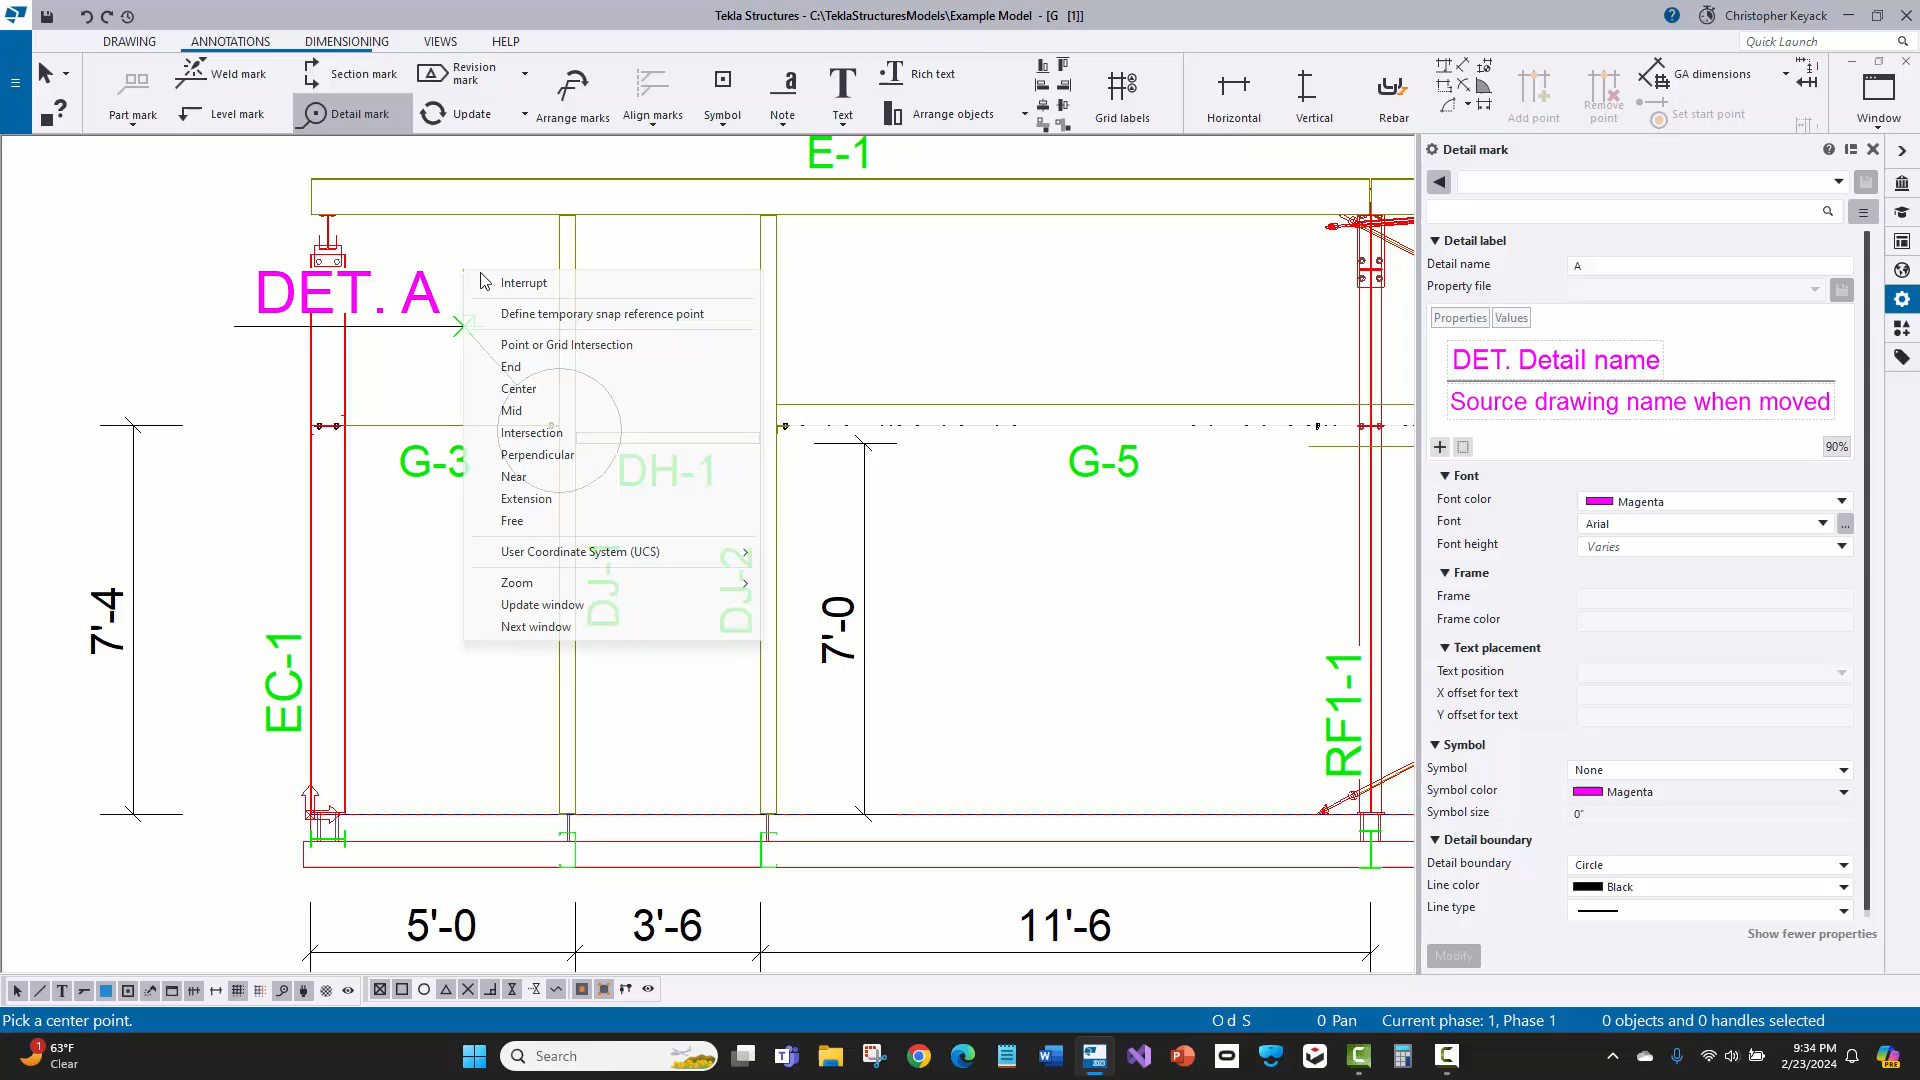 Tekla Structures - C:\TeklaStructuresModels\Example Model - [G [1]]
Christopher Keyack
DRAWING ANNOTATIONS DIMENSIONING VIEWS HELP
Quick Launch
Part mark
Weld mark
Level mark
Section mark
Detail mark
Revision mark
Update
Arrange marks
Align marks
Symbol
Note
Text
Rich text
Arrange objects
Grid labels
Horizontal
Vertical
Rebar
Add point
Remove point
GA dimensions
Set start point
Window
E-1
DET. A
G-3
DH-1
G-5
7'-4
EC-1
DJ-1
DJ-2
7'-0
RF1-1
5'-0
3'-6
11'-6
Interrupt
Define temporary snap reference point
Point or Grid Intersection
End
Center
Mid
Intersection
Perpendicular
Near
Extension
Free
User Coordinate System (UCS)
Zoom
Update window
Next window
Detail mark
Detail label
Detail name A
Property file
Properties Values
DET. Detail name
Source drawing name when moved
90%
Font
Font color Magenta
Font Arial
Font height Varies
Frame
Frame
Frame color
Text placement
Text position
X offset for text
Y offset for text
Symbol
Symbol None
Symbol color Magenta
Symbol size 0"
Detail boundary
Detail boundary Circle
Line color Black
Line type
Show fewer properties
Modify
Pick a center point.
O d S
0 Pan
Current phase: 1, Phase 1
0 objects and 0 handles selected
1
63°F
Clear
Search
9:34 PM
2/23/2024